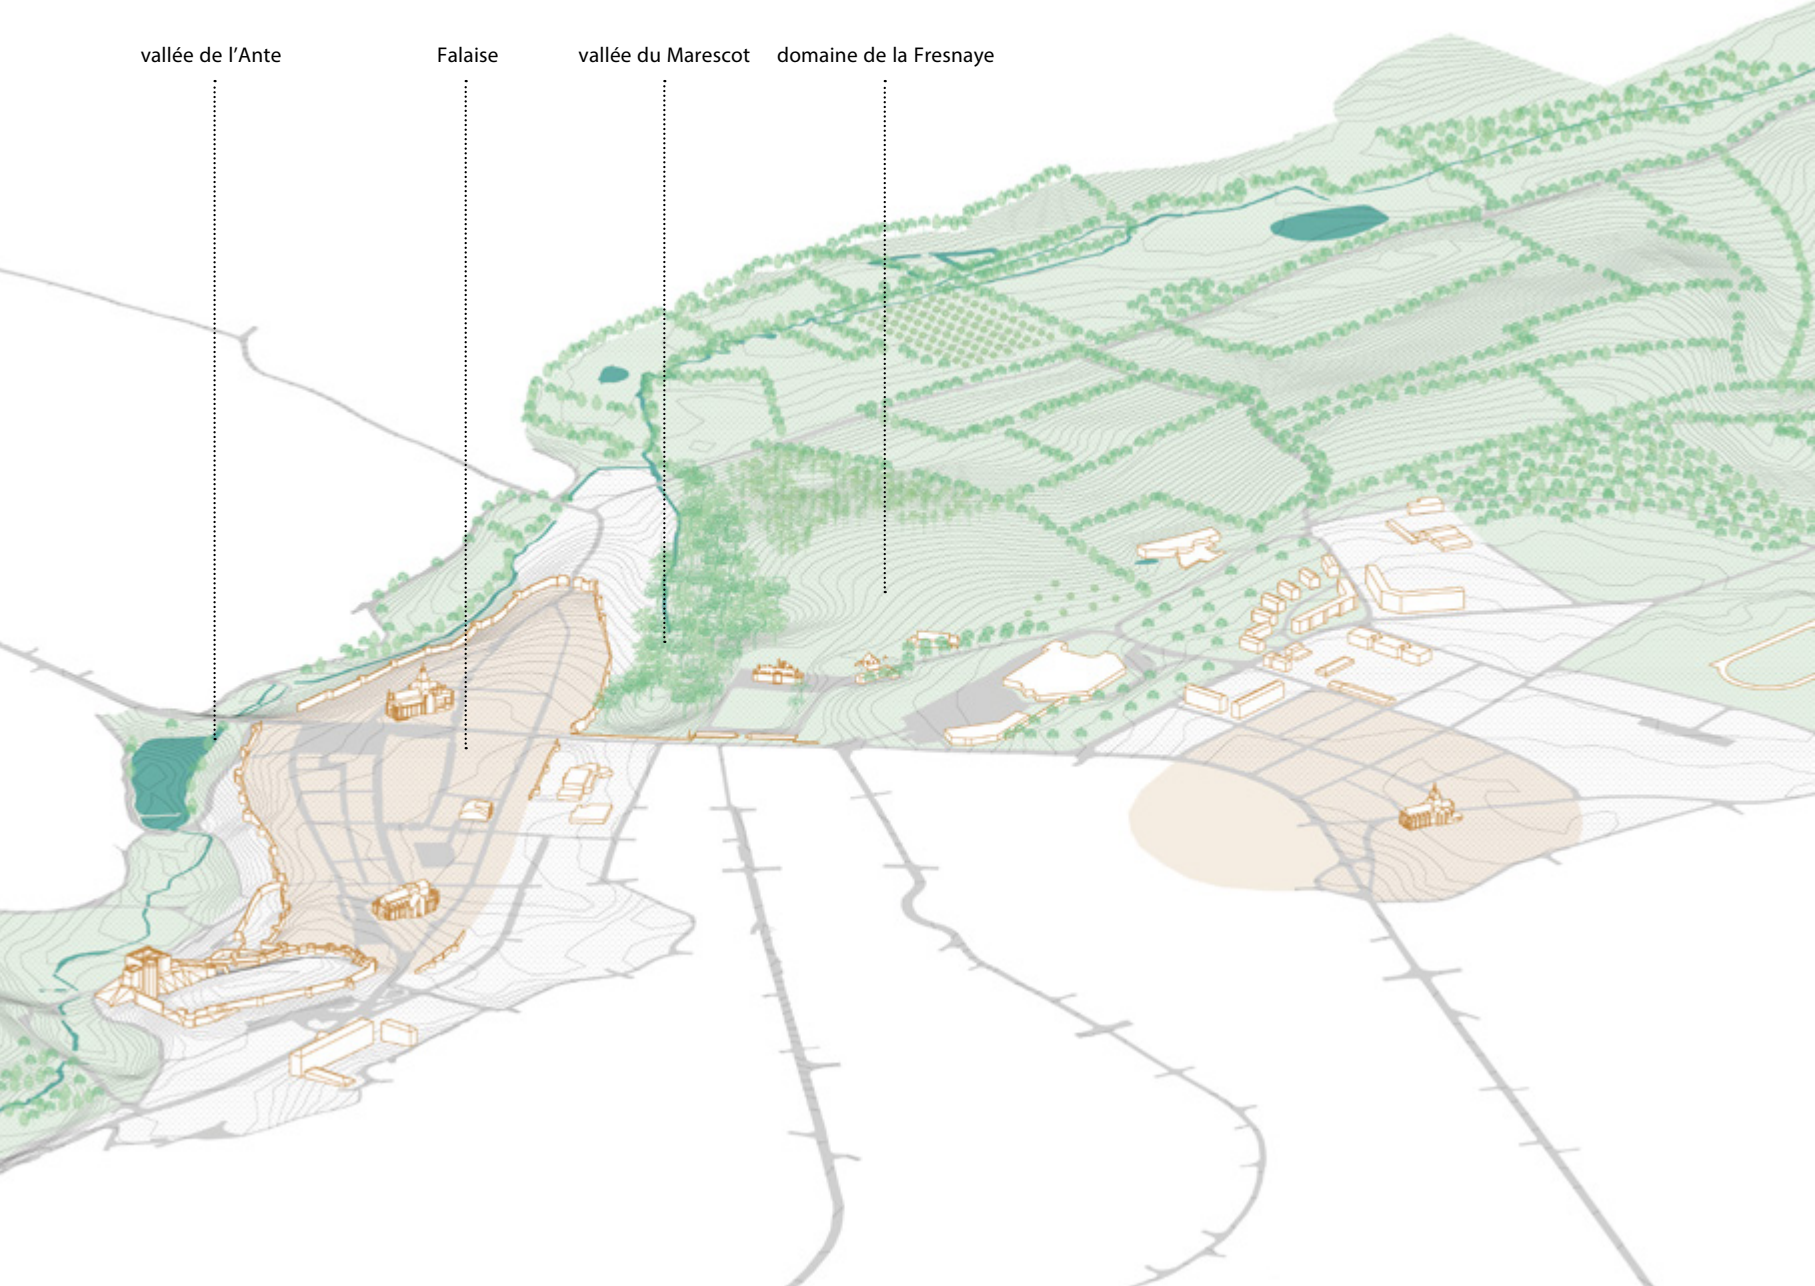 vallée de l’Ante
Falaise
vallée du Marescot
domaine de la Fresnaye